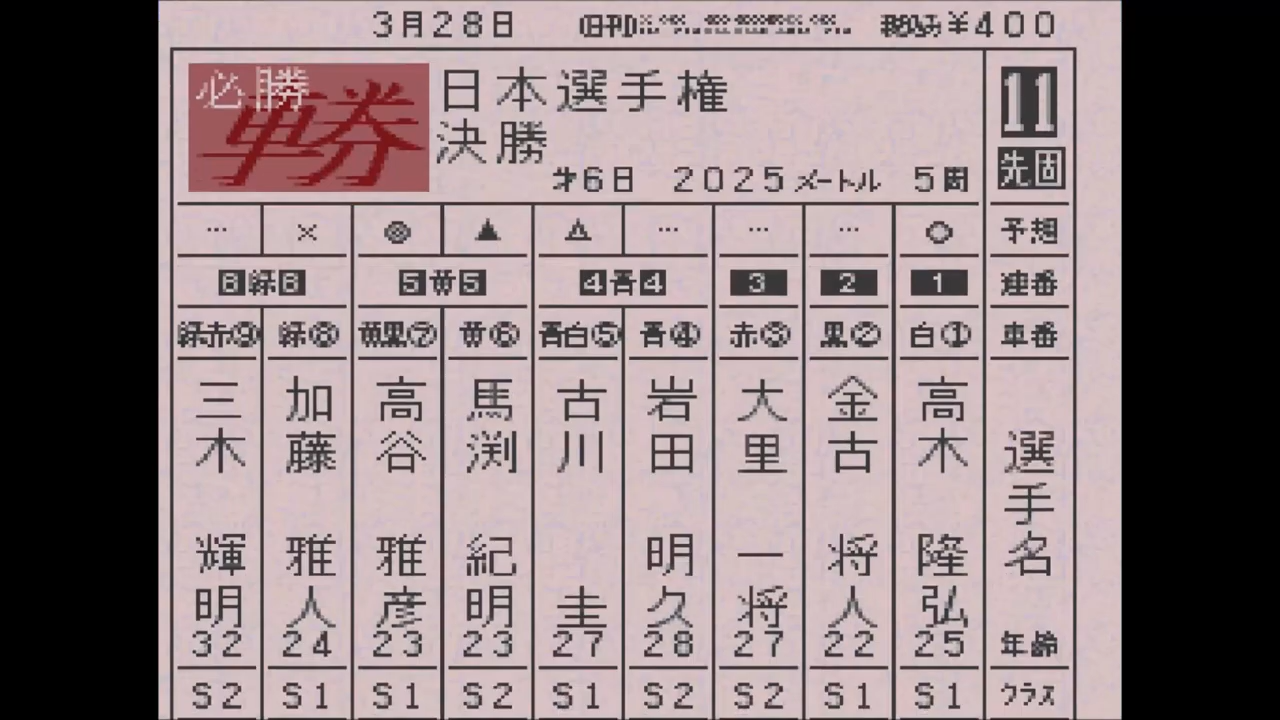 3月28日 ¥400
必勝
車券
日本選手権
決勝
オ6日 2025メートル 5周
11
先固
… × ◎ ▲ △ … … … ○ 予想
6緑6 5黄5 4青4 3 2 1 連番
緑赤⑨ 緑⑧ 黄黒⑦ 黄⑥ 青白⑤ 青④ 赤③ 黒② 白① 車番
三木輝明 加藤雅人 高谷雅彦 馬渕紀明 古川圭 岩田明久 大里一将 金古将人 高木隆弘 選手名
32 24 23 23 27 28 27 22 25 年齢
S2 S1 S1 S2 S1 S2 S2 S1 S1 クラス